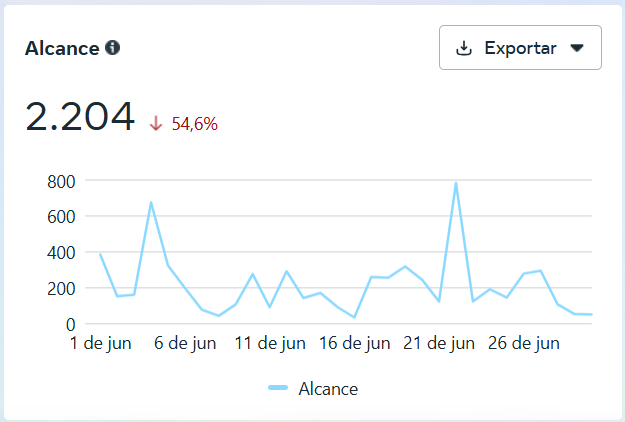 Alcance
Exportar
2.204 ↓ 54,6%
800
600
400
200
0
1 de jun 6 de jun 11 de jun 16 de jun 21 de jun 26 de jun
Alcance